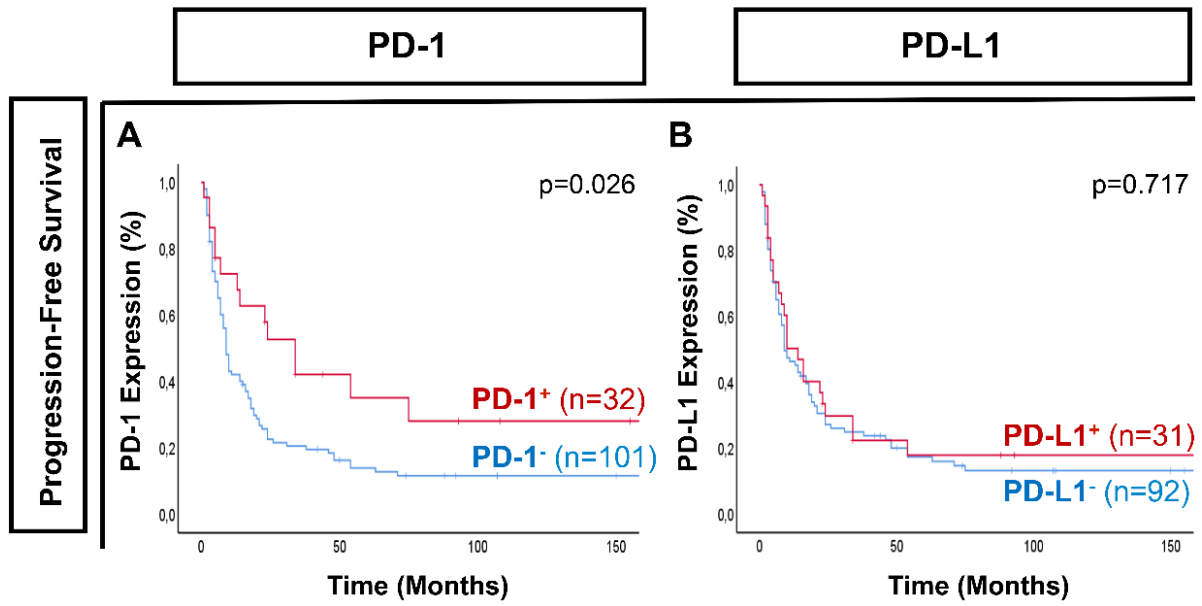 PD-1
PD-L1
Progression-Free Survival
A
p=0.026
PD-1 Expression (%)
1,0
0,8
0,6
0,4
0,2
0,0
PD-1⁺ (n=32)
PD-1⁻ (n=101)
0
50
100
150
Time (Months)
B
p=0.717
PD-L1 Expression (%)
1,0
0,8
0,6
0,4
0,2
0,0
PD-L1⁺ (n=31)
PD-L1⁻ (n=92)
0
50
100
150
Time (Months)